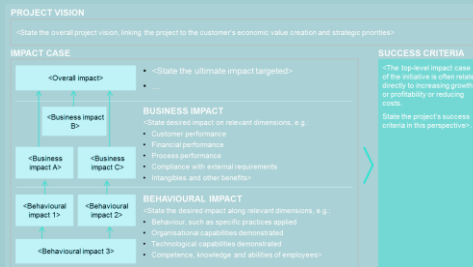 PROJECT VISION
<State the overall project vision, linking the project to the customer's economic value creation and strategic priorities>
IMPACT CASE
<Overall impact>
• <State the ultimate impact targeted>
• ...
<Business
impact
B>
<Business
impact A>
<Business
impact C>
BUSINESS IMPACT
<State desired impact on relevant dimensions, e.g.:
• Customer performance
• Financial performance
• Process performance
• Compliance with external requirements
• Intangibles and other benefits>
<Behavioural
impact 1>
<Behavioural
impact 2>
<Behavioural impact 3>
BEHAVIOURAL IMPACT
<State the desired impact along relevant dimensions, e.g.:
• Behaviour, such as specific practices applied
• Organisational capabilities demonstrated
• Technological capabilities demonstrated
• Competence, knowledge and abilities of employees>
SUCCESS CRITERIA
<The top-level impact case
of the initiative is often relate
directly to increasing growth
or profitability or reducing
costs.
State the project's success
criteria in this perspective>.